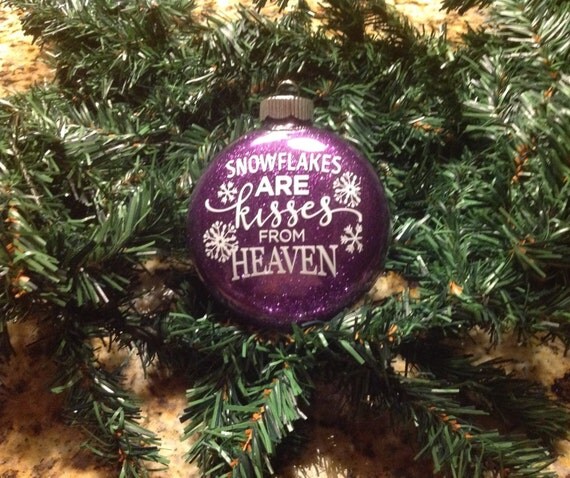 SNOWFLAKES
ARE
kisses
FROM
HEAVEN